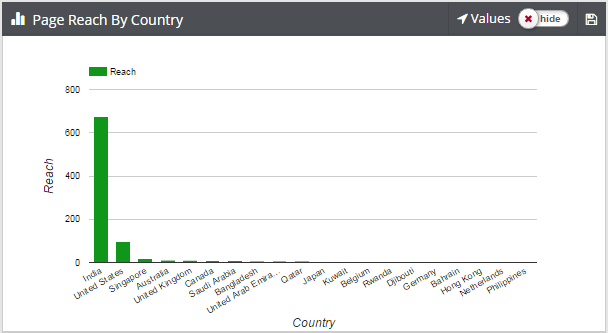 Page Reach By Country
Values
hide
Reach
800
600
400
200
0
Reach
India
United States
Singapore
Australia
United Kingdom
Canada
Saudi Arabia
Bangladesh
United Arab Emira...
Qatar
Japan
Kuwait
Belgium
Rwanda
Djibouti
Germany
Bahrain
Hong Kong
Netherlands
Philippines
Country